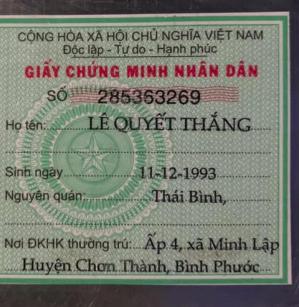 CỘNG HÒA XÃ HỘI CHỦ NGHĨA VIỆT NAM
Độc lập - Tự do - Hạnh phúc
GIẤY CHỨNG MINH NHÂN DÂN
SỐ 285363269
Họ tên: LÊ QUYẾT THẮNG
Sinh ngày 11-12-1993
Nguyên quán: Thái Bình,
Nơi ĐKHK thường trú: Ấp 4, xã Minh Lập
Huyện Chơn Thành, Bình Phước